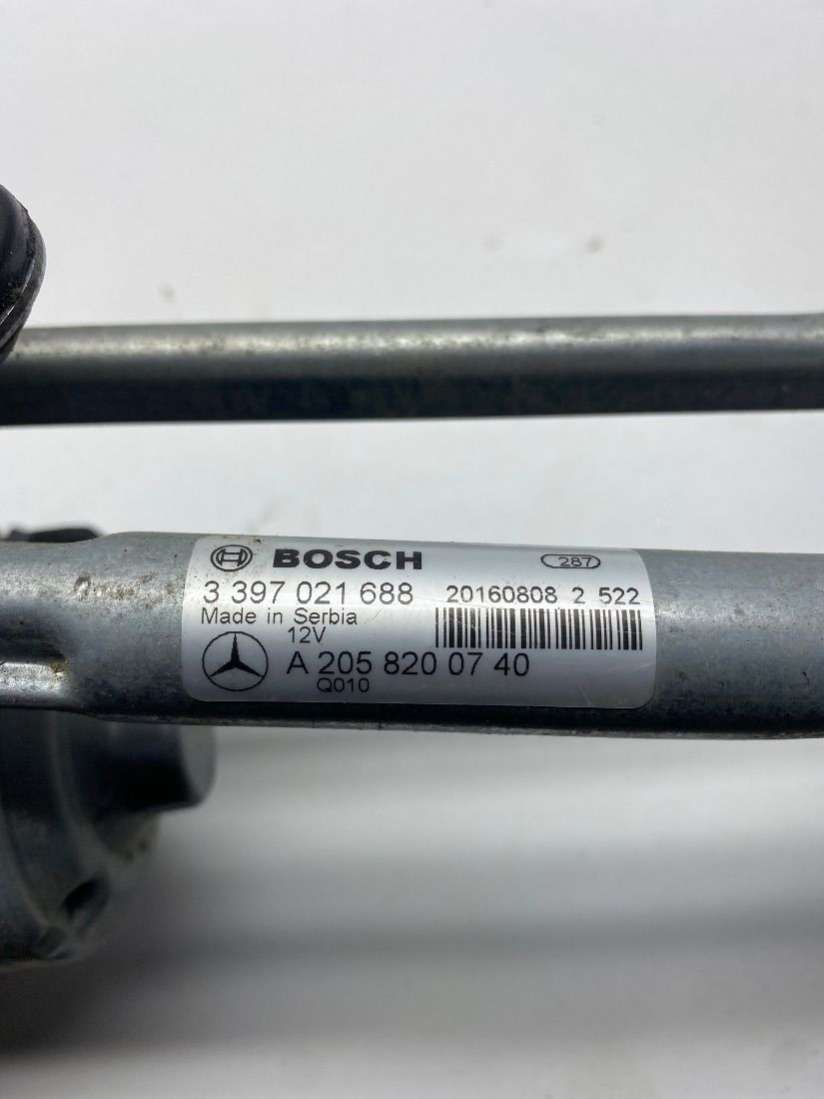 BOSCH 287
3 397 021 688 20160808 2 522
Made in Serbia
12V
A 205 820 07 40
Q010